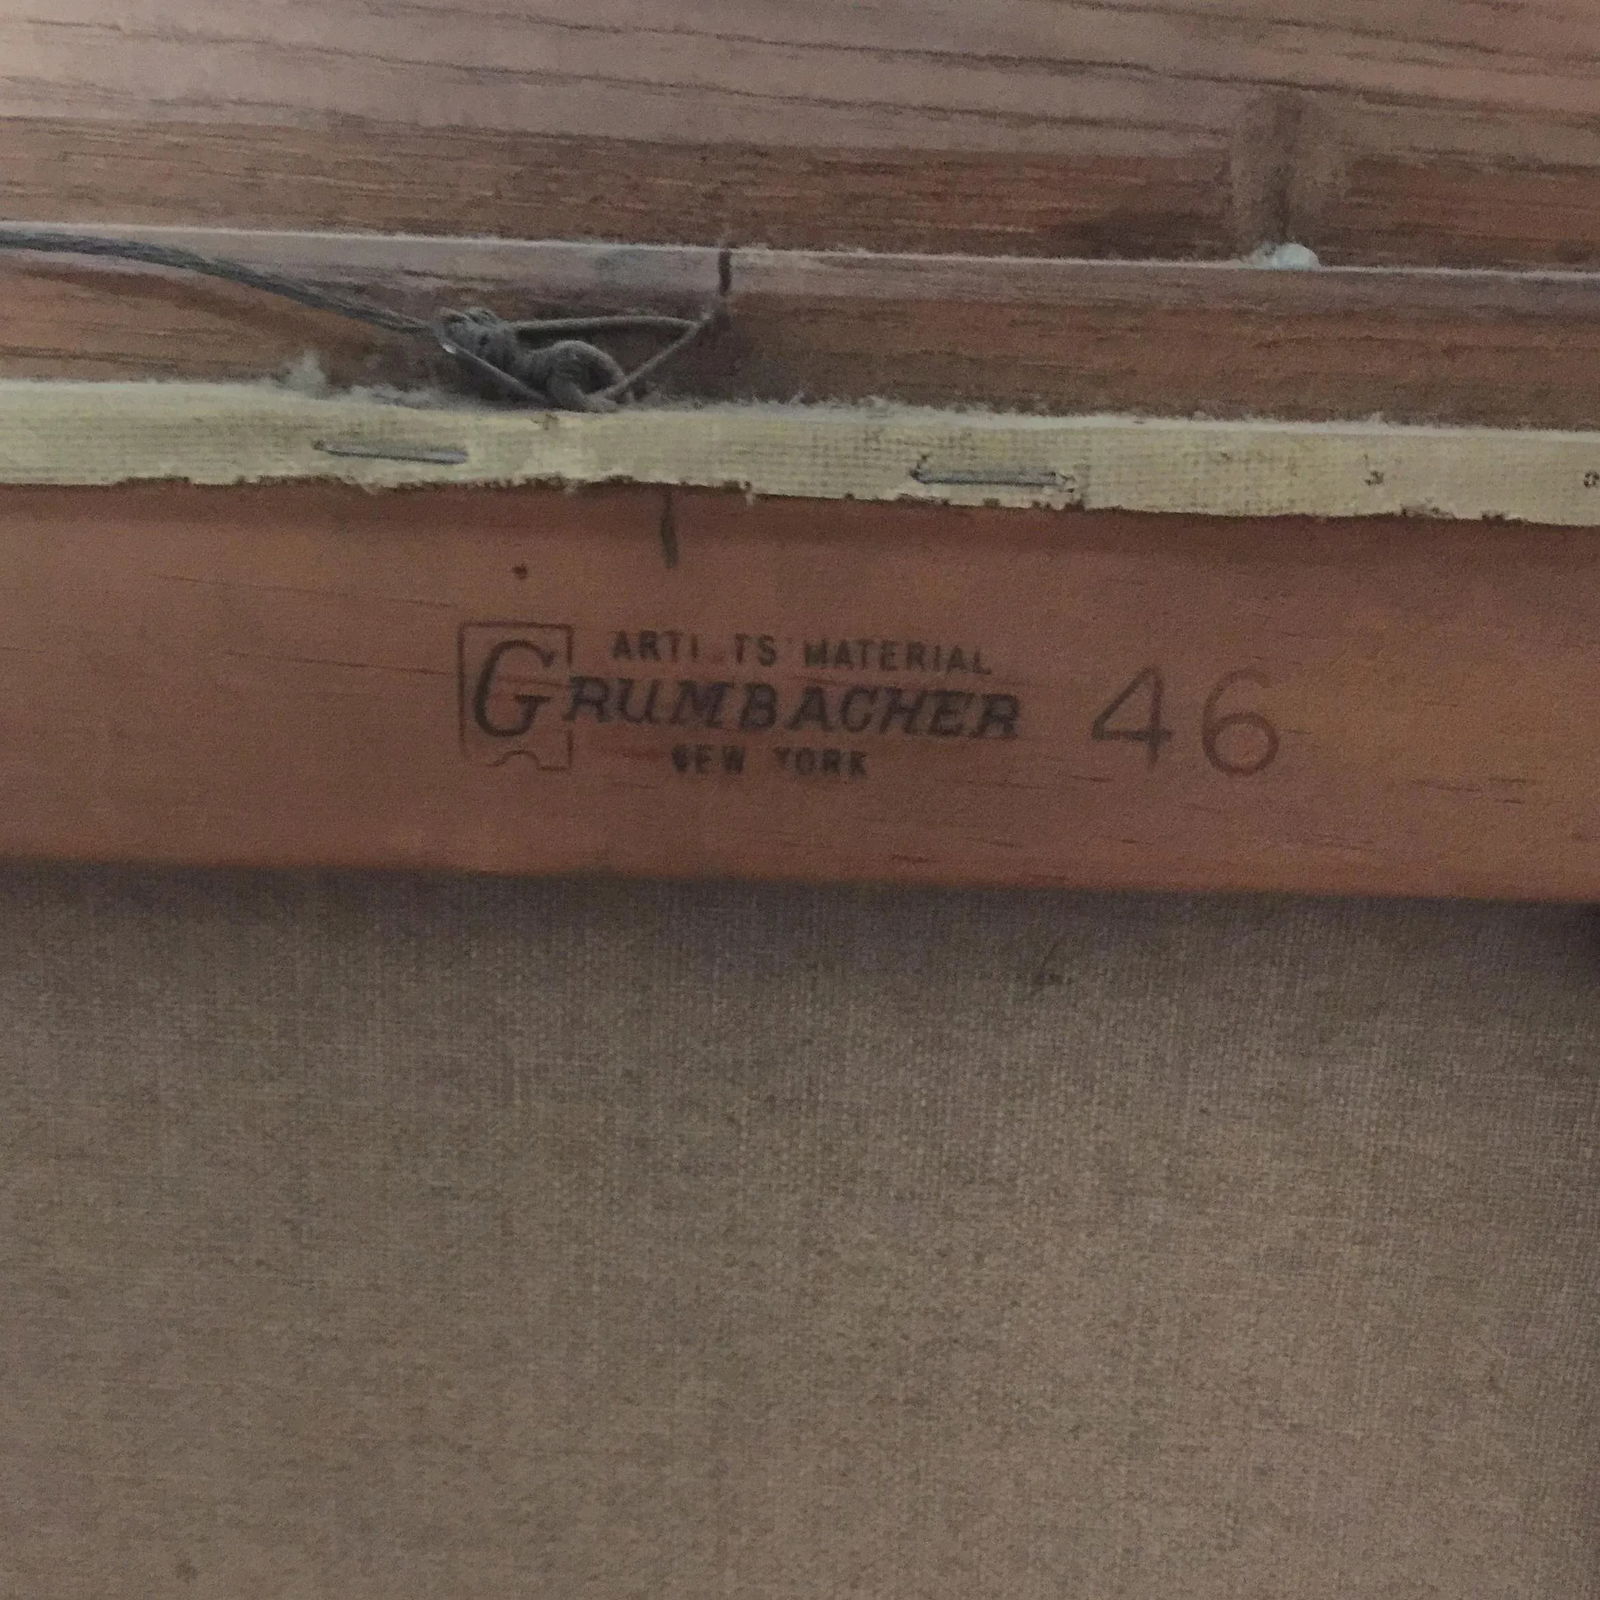 ARTI TS' MATERIAL
GRUMBACHER 46
NEW YORK